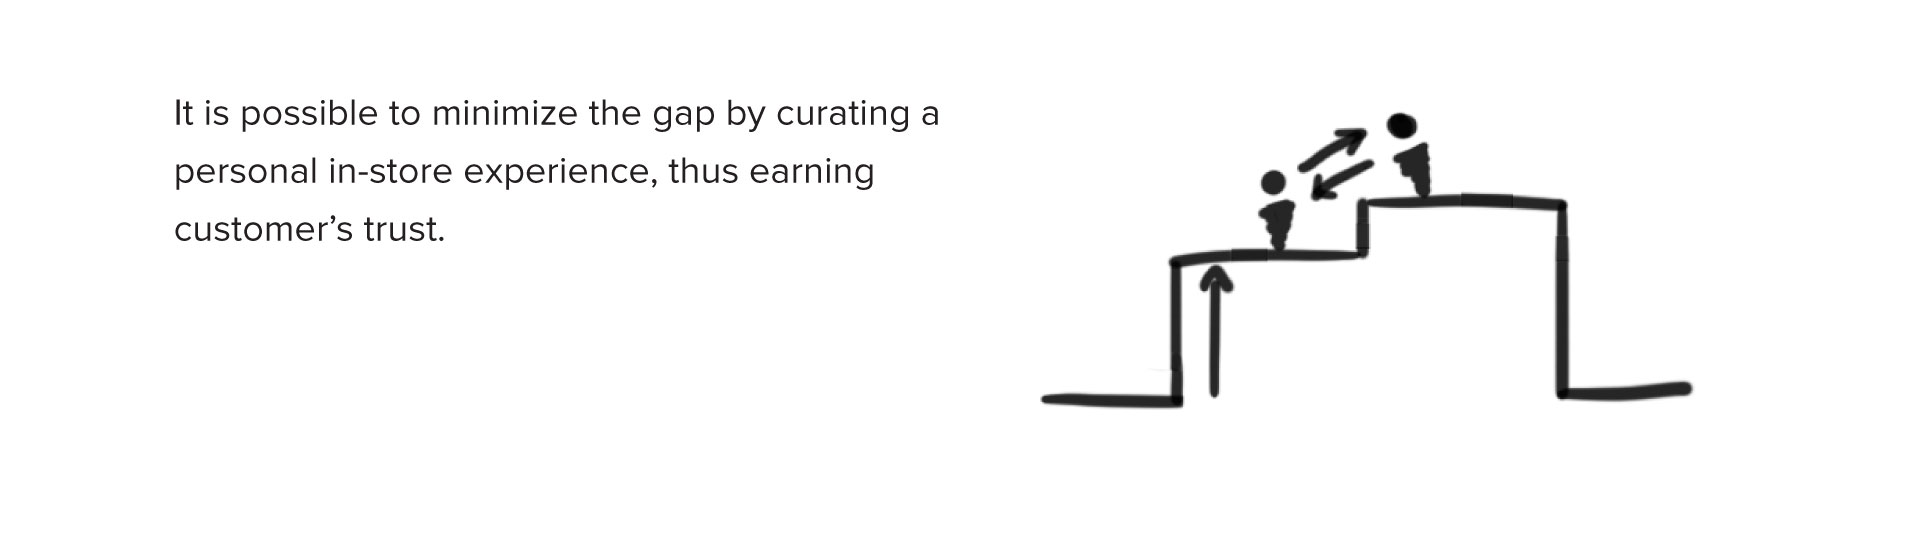 It is possible to minimize the gap by curating a
personal in-store experience, thus earning
customer’s trust.